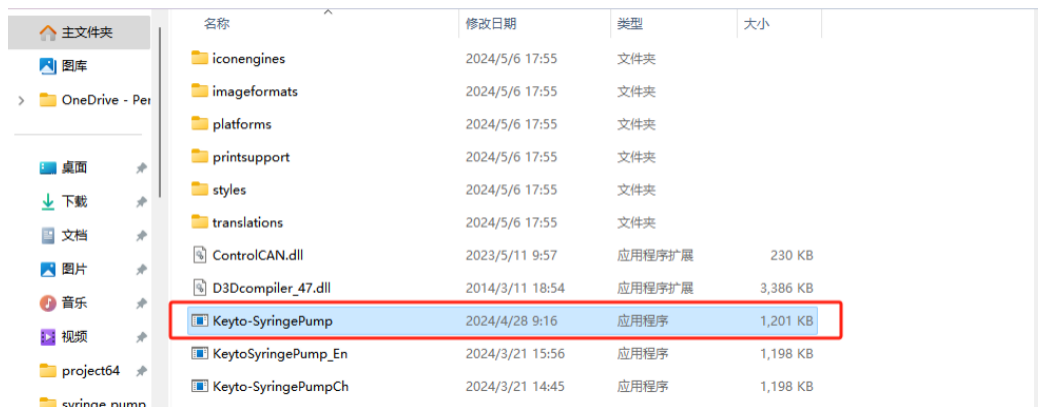 主文件夹
图库
OneDrive - Per
桌面
下载
文档
图片
音乐
视频
project64
syringe pump
名称 修改日期 类型 大小
iconengines 2024/5/6 17:55 文件夹
imageformats 2024/5/6 17:55 文件夹
platforms 2024/5/6 17:55 文件夹
printsupport 2024/5/6 17:55 文件夹
styles 2024/5/6 17:55 文件夹
translations 2024/5/6 17:55 文件夹
ControlCAN.dll 2023/5/11 9:57 应用程序扩展 230 KB
D3Dcompiler_47.dll 2014/3/11 18:54 应用程序扩展 3,386 KB
Keyto-SyringePump 2024/4/28 9:16 应用程序 1,201 KB
KeytoSyringePump_En 2024/3/21 15:56 应用程序 1,198 KB
Keyto-SyringePumpCh 2024/3/21 14:45 应用程序 1,198 KB